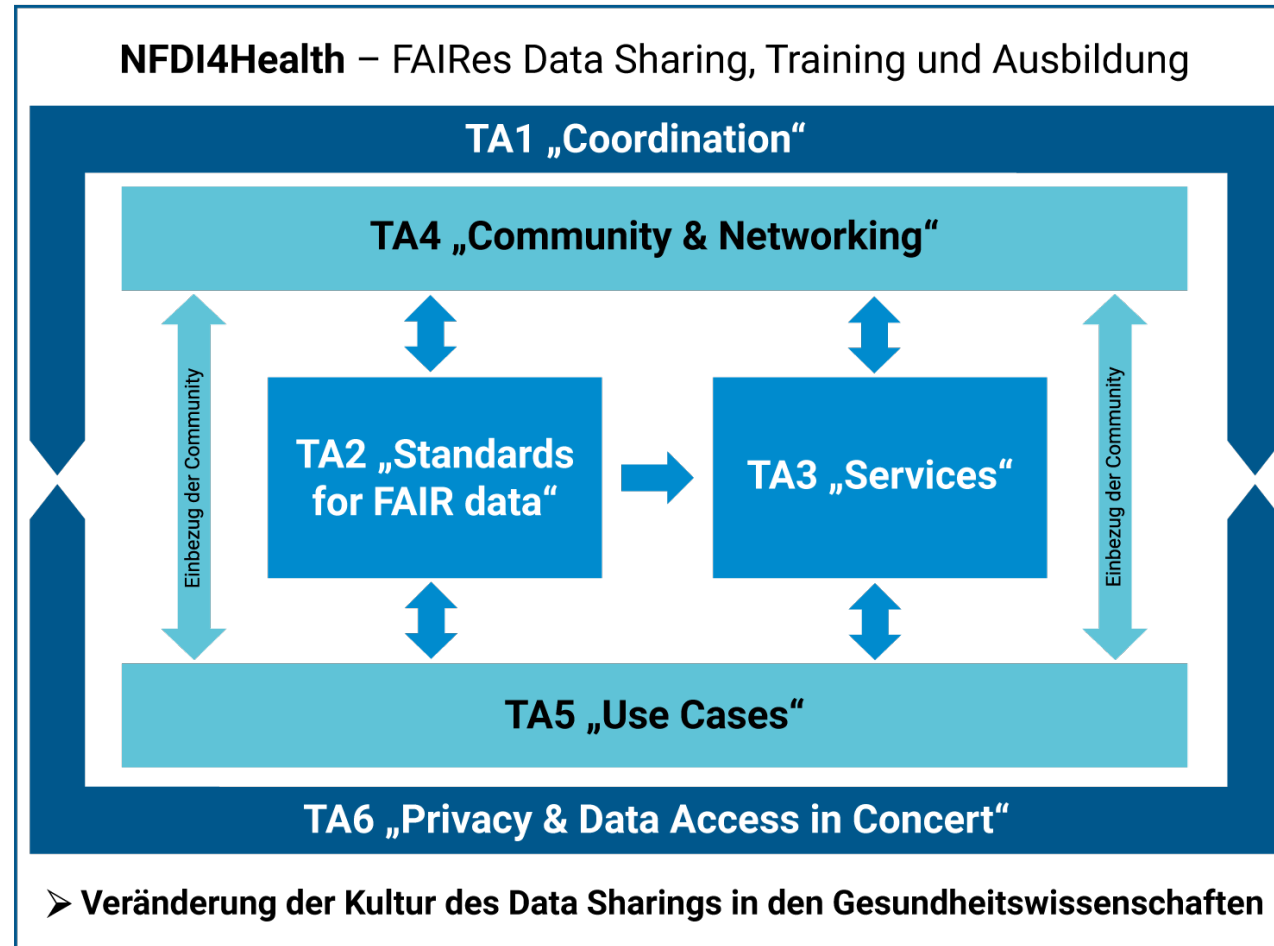 NFDI4Health – FAIRes Data Sharing, Training und Ausbildung
TA1 „Coordination“
TA4 „Community & Networking“
Einbezug der Community
TA2 „Standards
for FAIR data“
TA3 „Services“
Einbezug der Community
TA5 „Use Cases“
TA6 „Privacy & Data Access in Concert“
➢ Veränderung der Kultur des Data Sharings in den Gesundheitswissenschaften